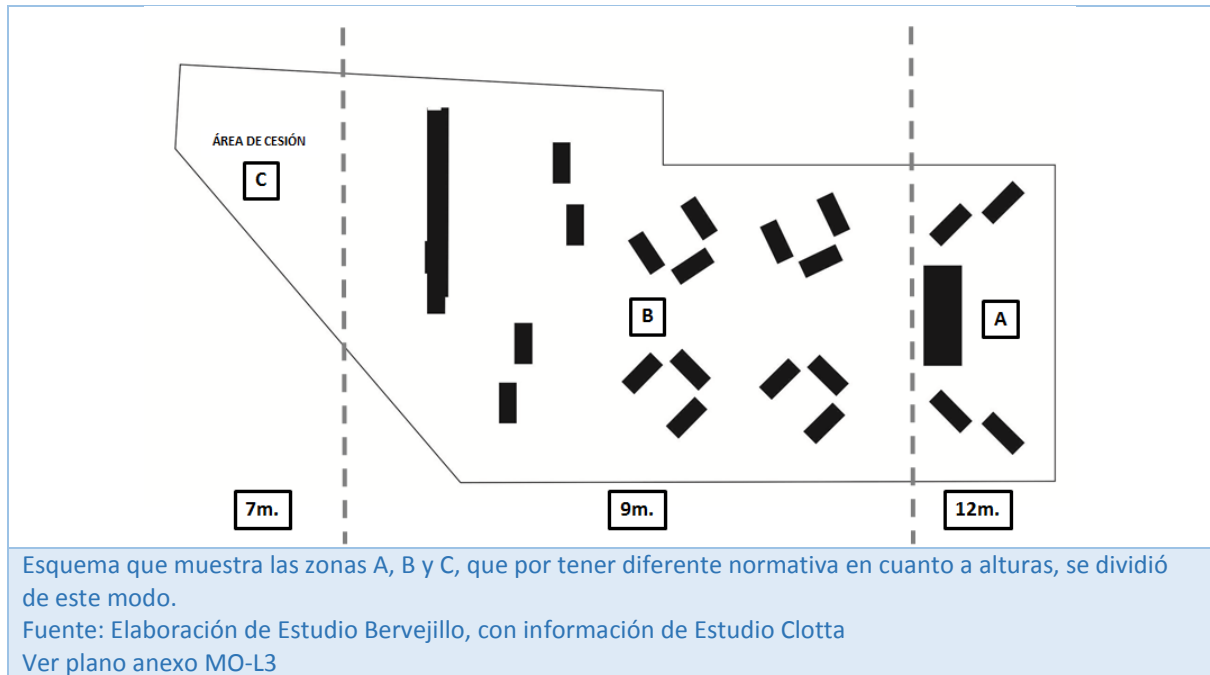 ÁREA DE CESIÓN
C
B
A
7m.
9m.
12m.
Esquema que muestra las zonas A, B y C, que por tener diferente normativa en cuanto a alturas, se dividió
de este modo.
Fuente: Elaboración de Estudio Bervejillo, con información de Estudio Clotta
Ver plano anexo MO-L3